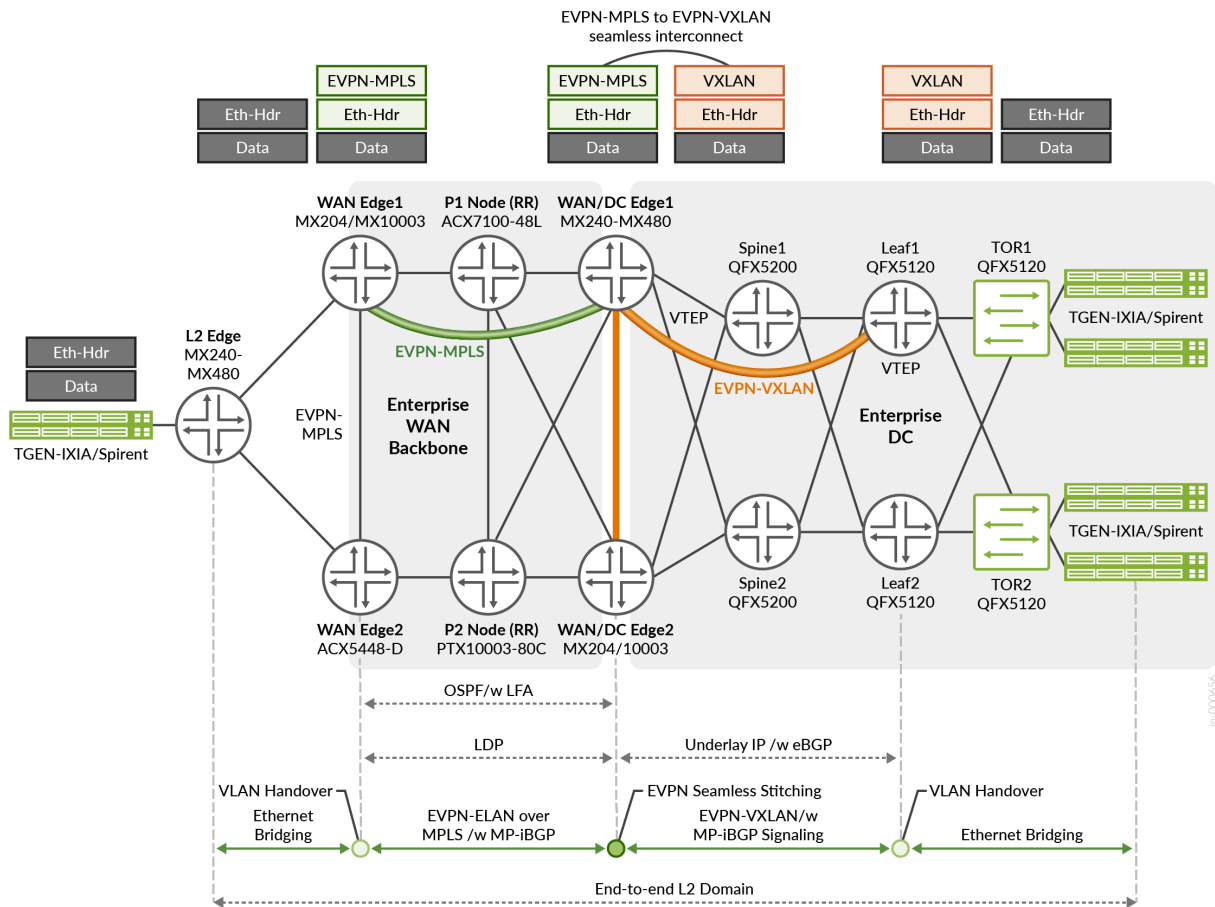 EVPN-MPLS to EVPN-VXLAN
seamless interconnect
EVPN-MPLS
Eth-Hdr
Eth-Hdr
Data
Data
EVPN-MPLS
VXLAN
Eth-Hdr
Eth-Hdr
Data
Data
VXLAN
Eth-Hdr
Eth-Hdr
Data
Data
WAN Edge1
MX204/MX10003
P1 Node (RR)
ACX7100-48L
WAN/DC Edge1
MX240-MX480
Spine1
QFX5200
Leaf1
QFX5120
TOR1
QFX5120
TGEN-IXIA/Spirent
VTEP
EVPN-MPLS
VTEP
EVPN-VXLAN
L2 Edge
MX240-
MX480
Eth-Hdr
Data
TGEN-IXIA/Spirent
EVPN-
MPLS
Enterprise
WAN
Backbone
Enterprise
DC
TGEN-IXIA/Spirent
Spine2
QFX5200
Leaf2
QFX5120
TOR2
QFX5120
WAN Edge2
ACX5448-D
P2 Node (RR)
PTX10003-80C
WAN/DC Edge2
MX204/10003
jn-000656
OSPF/w LFA
LDP
Underlay IP /w eBGP
VLAN Handover
EVPN Seamless Stitching
VLAN Handover
Ethernet
Bridging
EVPN-ELAN over
MPLS /w MP-iBGP
EVPN-VXLAN/w
MP-iBGP Signaling
Ethernet Bridging
End-to-end L2 Domain